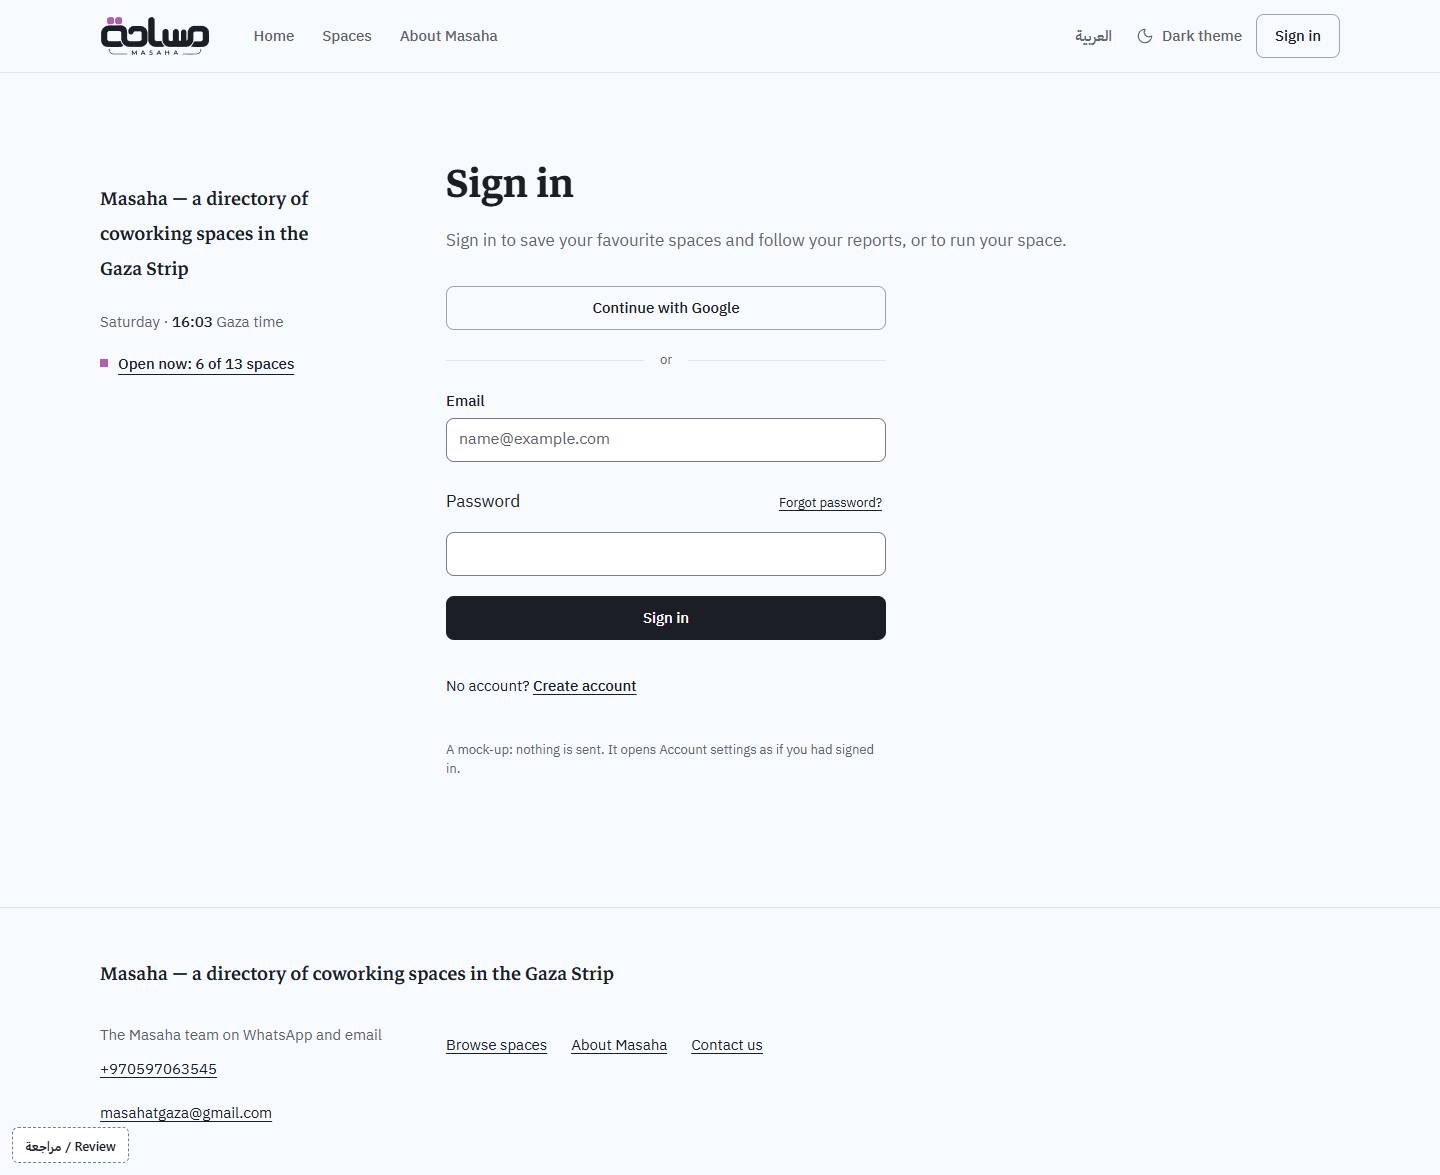 مساحة
MASAHA
Home
Spaces
About Masaha
العربية
Dark theme
Sign in
Masaha — a directory of
coworking spaces in the
Gaza Strip
Saturday · 16:03 Gaza time
Open now: 6 of 13 spaces
Sign in
Sign in to save your favourite spaces and follow your reports, or to run your space.
Continue with Google
or
Email
name@example.com
Password
Forgot password?
Sign in
No account? Create account
A mock-up: nothing is sent. It opens Account settings as if you had signed
in.
Masaha — a directory of coworking spaces in the Gaza Strip
The Masaha team on WhatsApp and email
+970597063545
masahatgaza@gmail.com
Browse spaces
About Masaha
Contact us
مراجعة / Review